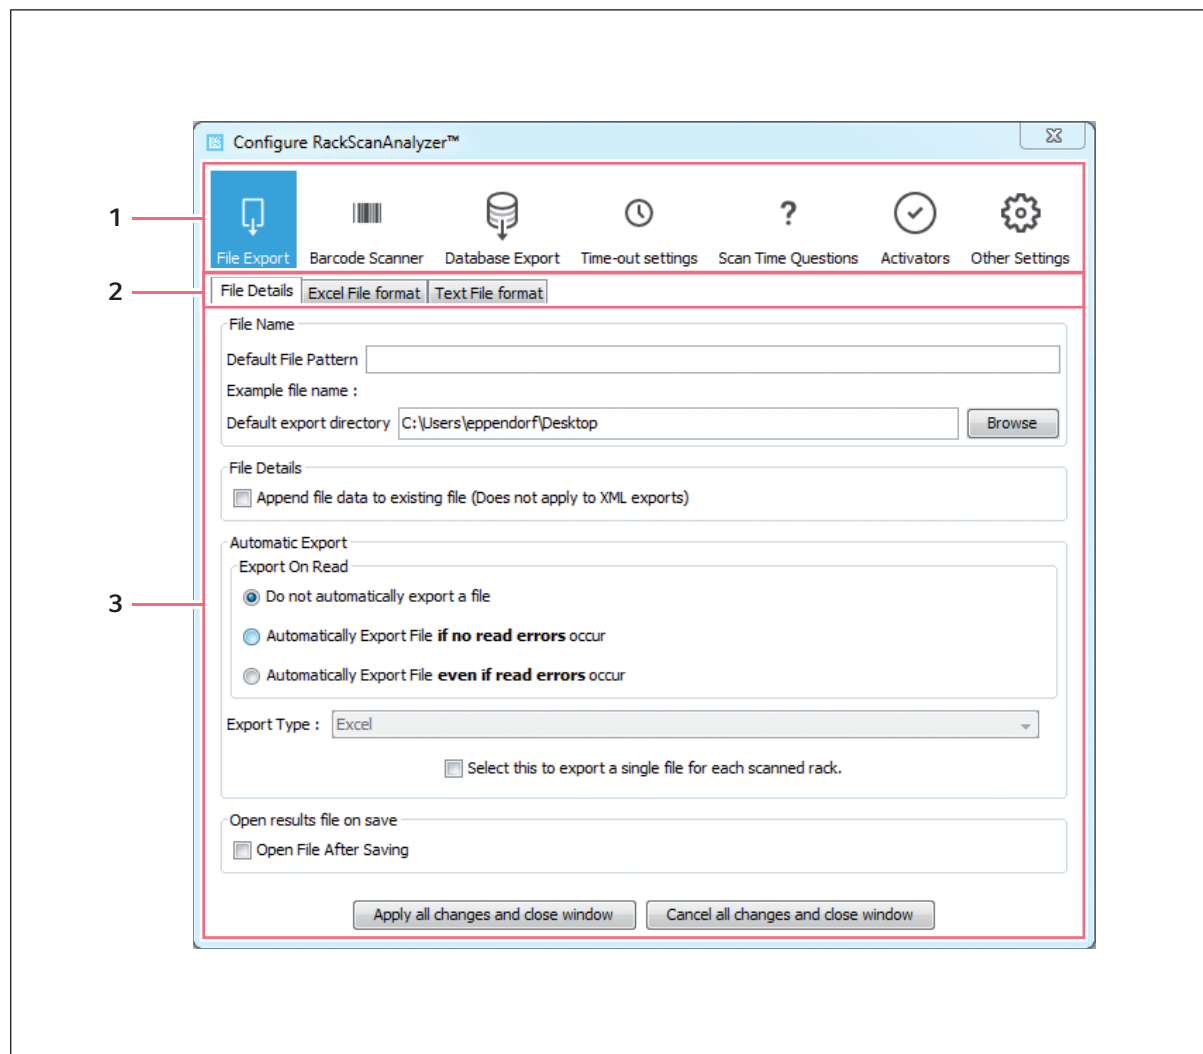 Configure RackScanAnalyzer™
1
File Export Barcode Scanner Database Export Time-out settings Scan Time Questions Activators Other Settings
2
File Details Excel File format Text File format
File Name
Default File Pattern
Example file name :
Default export directory C:\Users\eppendorf\Desktop Browse
File Details
Append file data to existing file (Does not apply to XML exports)
Automatic Export
Export On Read
3
Do not automatically export a file
Automatically Export File if no read errors occur
Automatically Export File even if read errors occur
Export Type : Excel
Select this to export a single file for each scanned rack.
Open results file on save
Open File After Saving
Apply all changes and close window Cancel all changes and close window